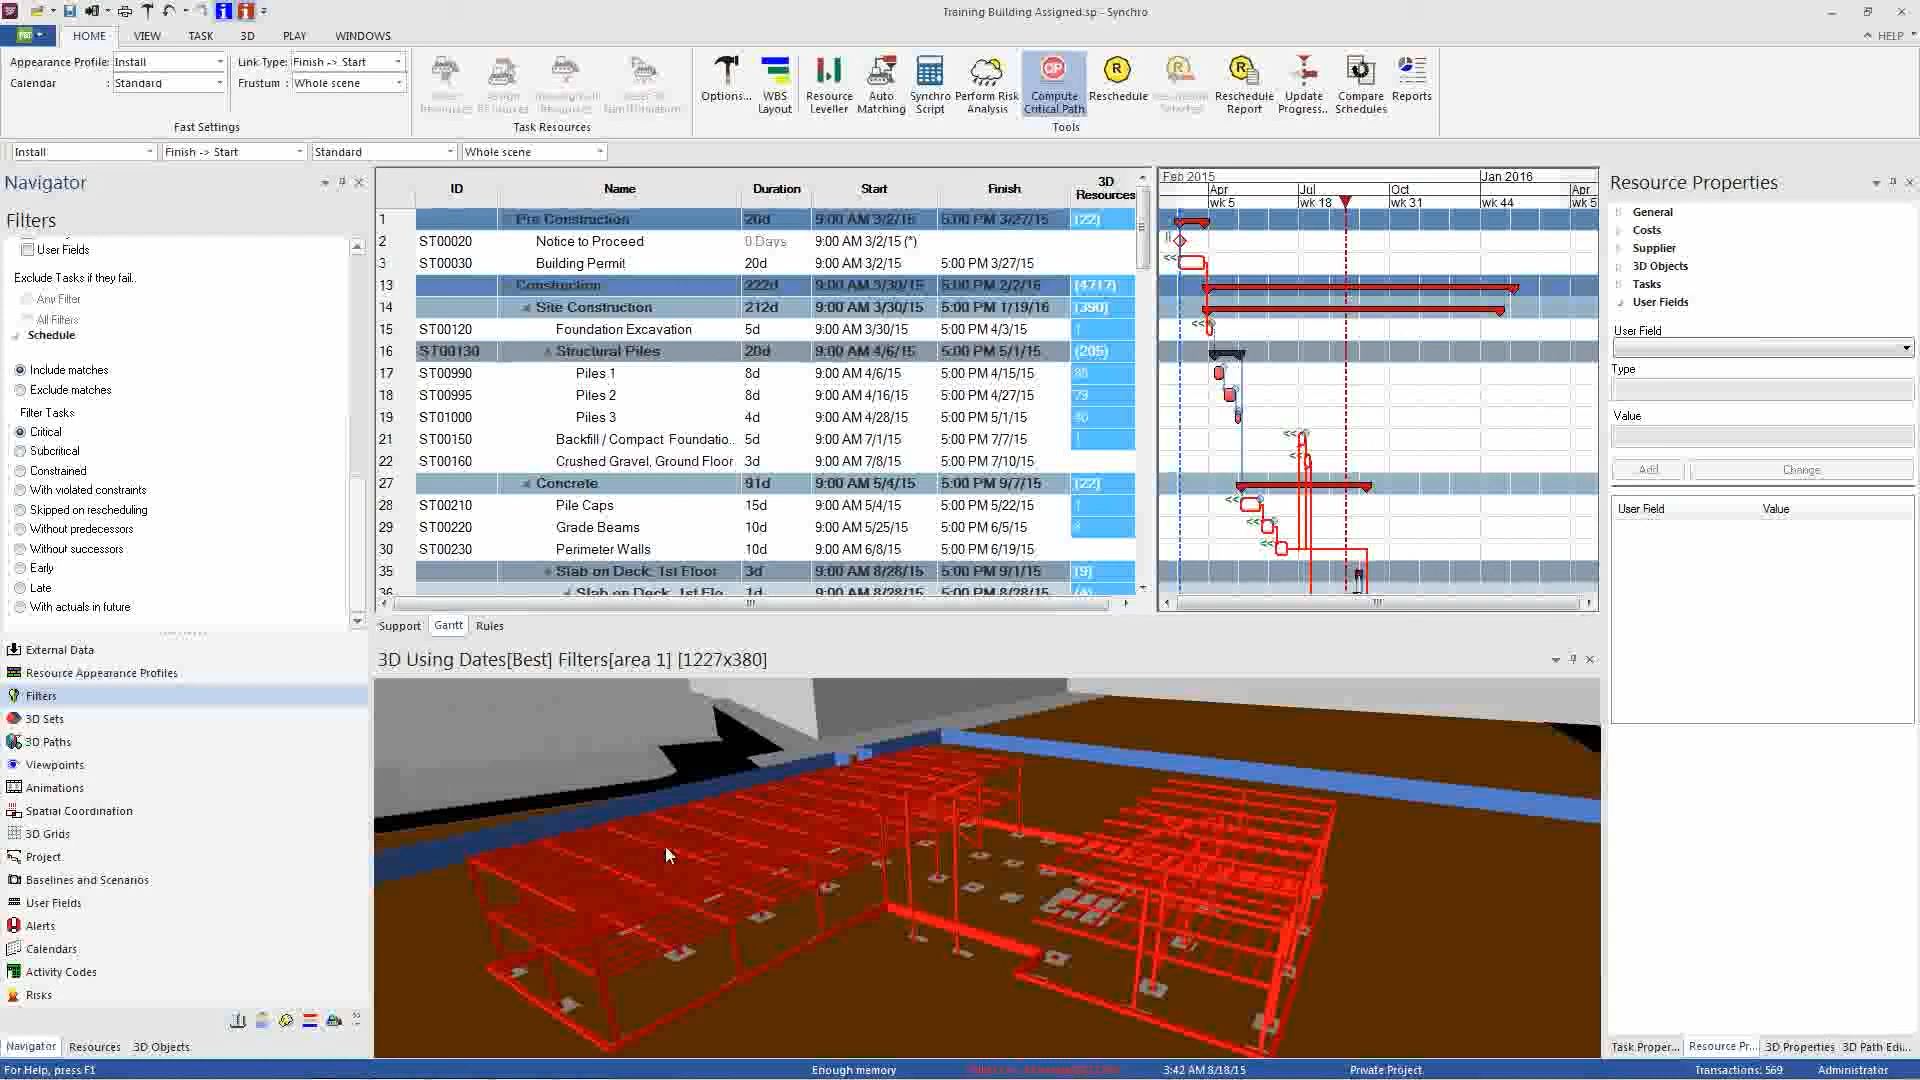 Training Building Assigned.sp - Synchro
HOME VIEW TASK 3D PLAY WINDOWS
HELP
Appearance Profile: Install
Calendar : Standard
Link Type: Finish -> Start
Frustum : Whole scene
Fast Settings
Task Resources
Options...
WBS Layout
Resource Leveller
Auto Matching
Synchro Script
Perform Risk Analysis
Compute Critical Path
Reschedule
Reschedule Report
Update Progress...
Compare Schedules
Reports
Tools
Install Finish -> Start Standard Whole scene
Navigator
Filters
User Fields
Exclude Tasks if they fail..
Any Filter
All Filters
Schedule
Include matches
Exclude matches
Filter Tasks
Critical
Subcritical
Constrained
With violated constraints
Skipped on rescheduling
Without predecessors
Without successors
Early
Late
With actuals in future
External Data
Resource Appearance Profiles
Filters
3D Sets
3D Paths
Viewpoints
Animations
Spatial Coordination
3D Grids
Project
Baselines and Scenarios
User Fields
Alerts
Calendars
Activity Codes
Risks
Navigator Resources 3D Objects
ID Name Duration Start Finish 3D Resources
1 Pre Construction 20d 9:00 AM 3/2/15 5:00 PM 3/27/15 (22)
2 ST00020 Notice to Proceed 0 Days 9:00 AM 3/2/15 (*)
3 ST00030 Building Permit 20d 9:00 AM 3/2/15 5:00 PM 3/27/15
13 Construction 222d 9:00 AM 3/30/15 5:00 PM 2/2/16 (4717)
14 Site Construction 212d 9:00 AM 3/30/15 5:00 PM 1/19/16 (390)
15 ST00120 Foundation Excavation 5d 9:00 AM 3/30/15 5:00 PM 4/3/15 1
16 ST00130 Structural Piles 20d 9:00 AM 4/6/15 5:00 PM 5/1/15 (205)
17 ST00990 Piles 1 8d 9:00 AM 4/6/15 5:00 PM 4/15/15
18 ST00995 Piles 2 8d 9:00 AM 4/16/15 5:00 PM 4/27/15 79
19 ST01000 Piles 3 4d 9:00 AM 4/28/15 5:00 PM 5/1/15 40
21 ST00150 Backfill / Compact Foundatio.. 5d 9:00 AM 7/1/15 5:00 PM 7/7/15 1
22 ST00160 Crushed Gravel, Ground Floor 3d 9:00 AM 7/8/15 5:00 PM 7/10/15
27 Concrete 91d 9:00 AM 5/4/15 5:00 PM 9/7/15 (22)
28 ST00210 Pile Caps 15d 9:00 AM 5/4/15 5:00 PM 5/22/15 1
29 ST00220 Grade Beams 10d 9:00 AM 5/25/15 5:00 PM 6/5/15
30 ST00230 Perimeter Walls 10d 9:00 AM 6/8/15 5:00 PM 6/19/15
35 Slab on Deck, 1st Floor 3d 9:00 AM 8/28/15 5:00 PM 9/1/15 (9)
36 Slab on Deck, 1st Flo... 1d 9:00 AM 8/28/15 5:00 PM 8/28/15
Feb 2015 Jan 2016
Apr Jul Oct Apr
wk 5 wk 18 wk 31 wk 44 wk 5
Support Gantt Rules
3D Using Dates[Best] Filters[area 1] [1227x380]
Resource Properties
General
Costs
Supplier
3D Objects
Tasks
User Fields
User Field
Type
Value
Add Change
User Field Value
Task Proper... Resource Pr... 3D Properties 3D Path Edi...
For Help, press F1 Enough memory 3:42 AM 8/18/15 Private Project Transactions: 569 Administrator